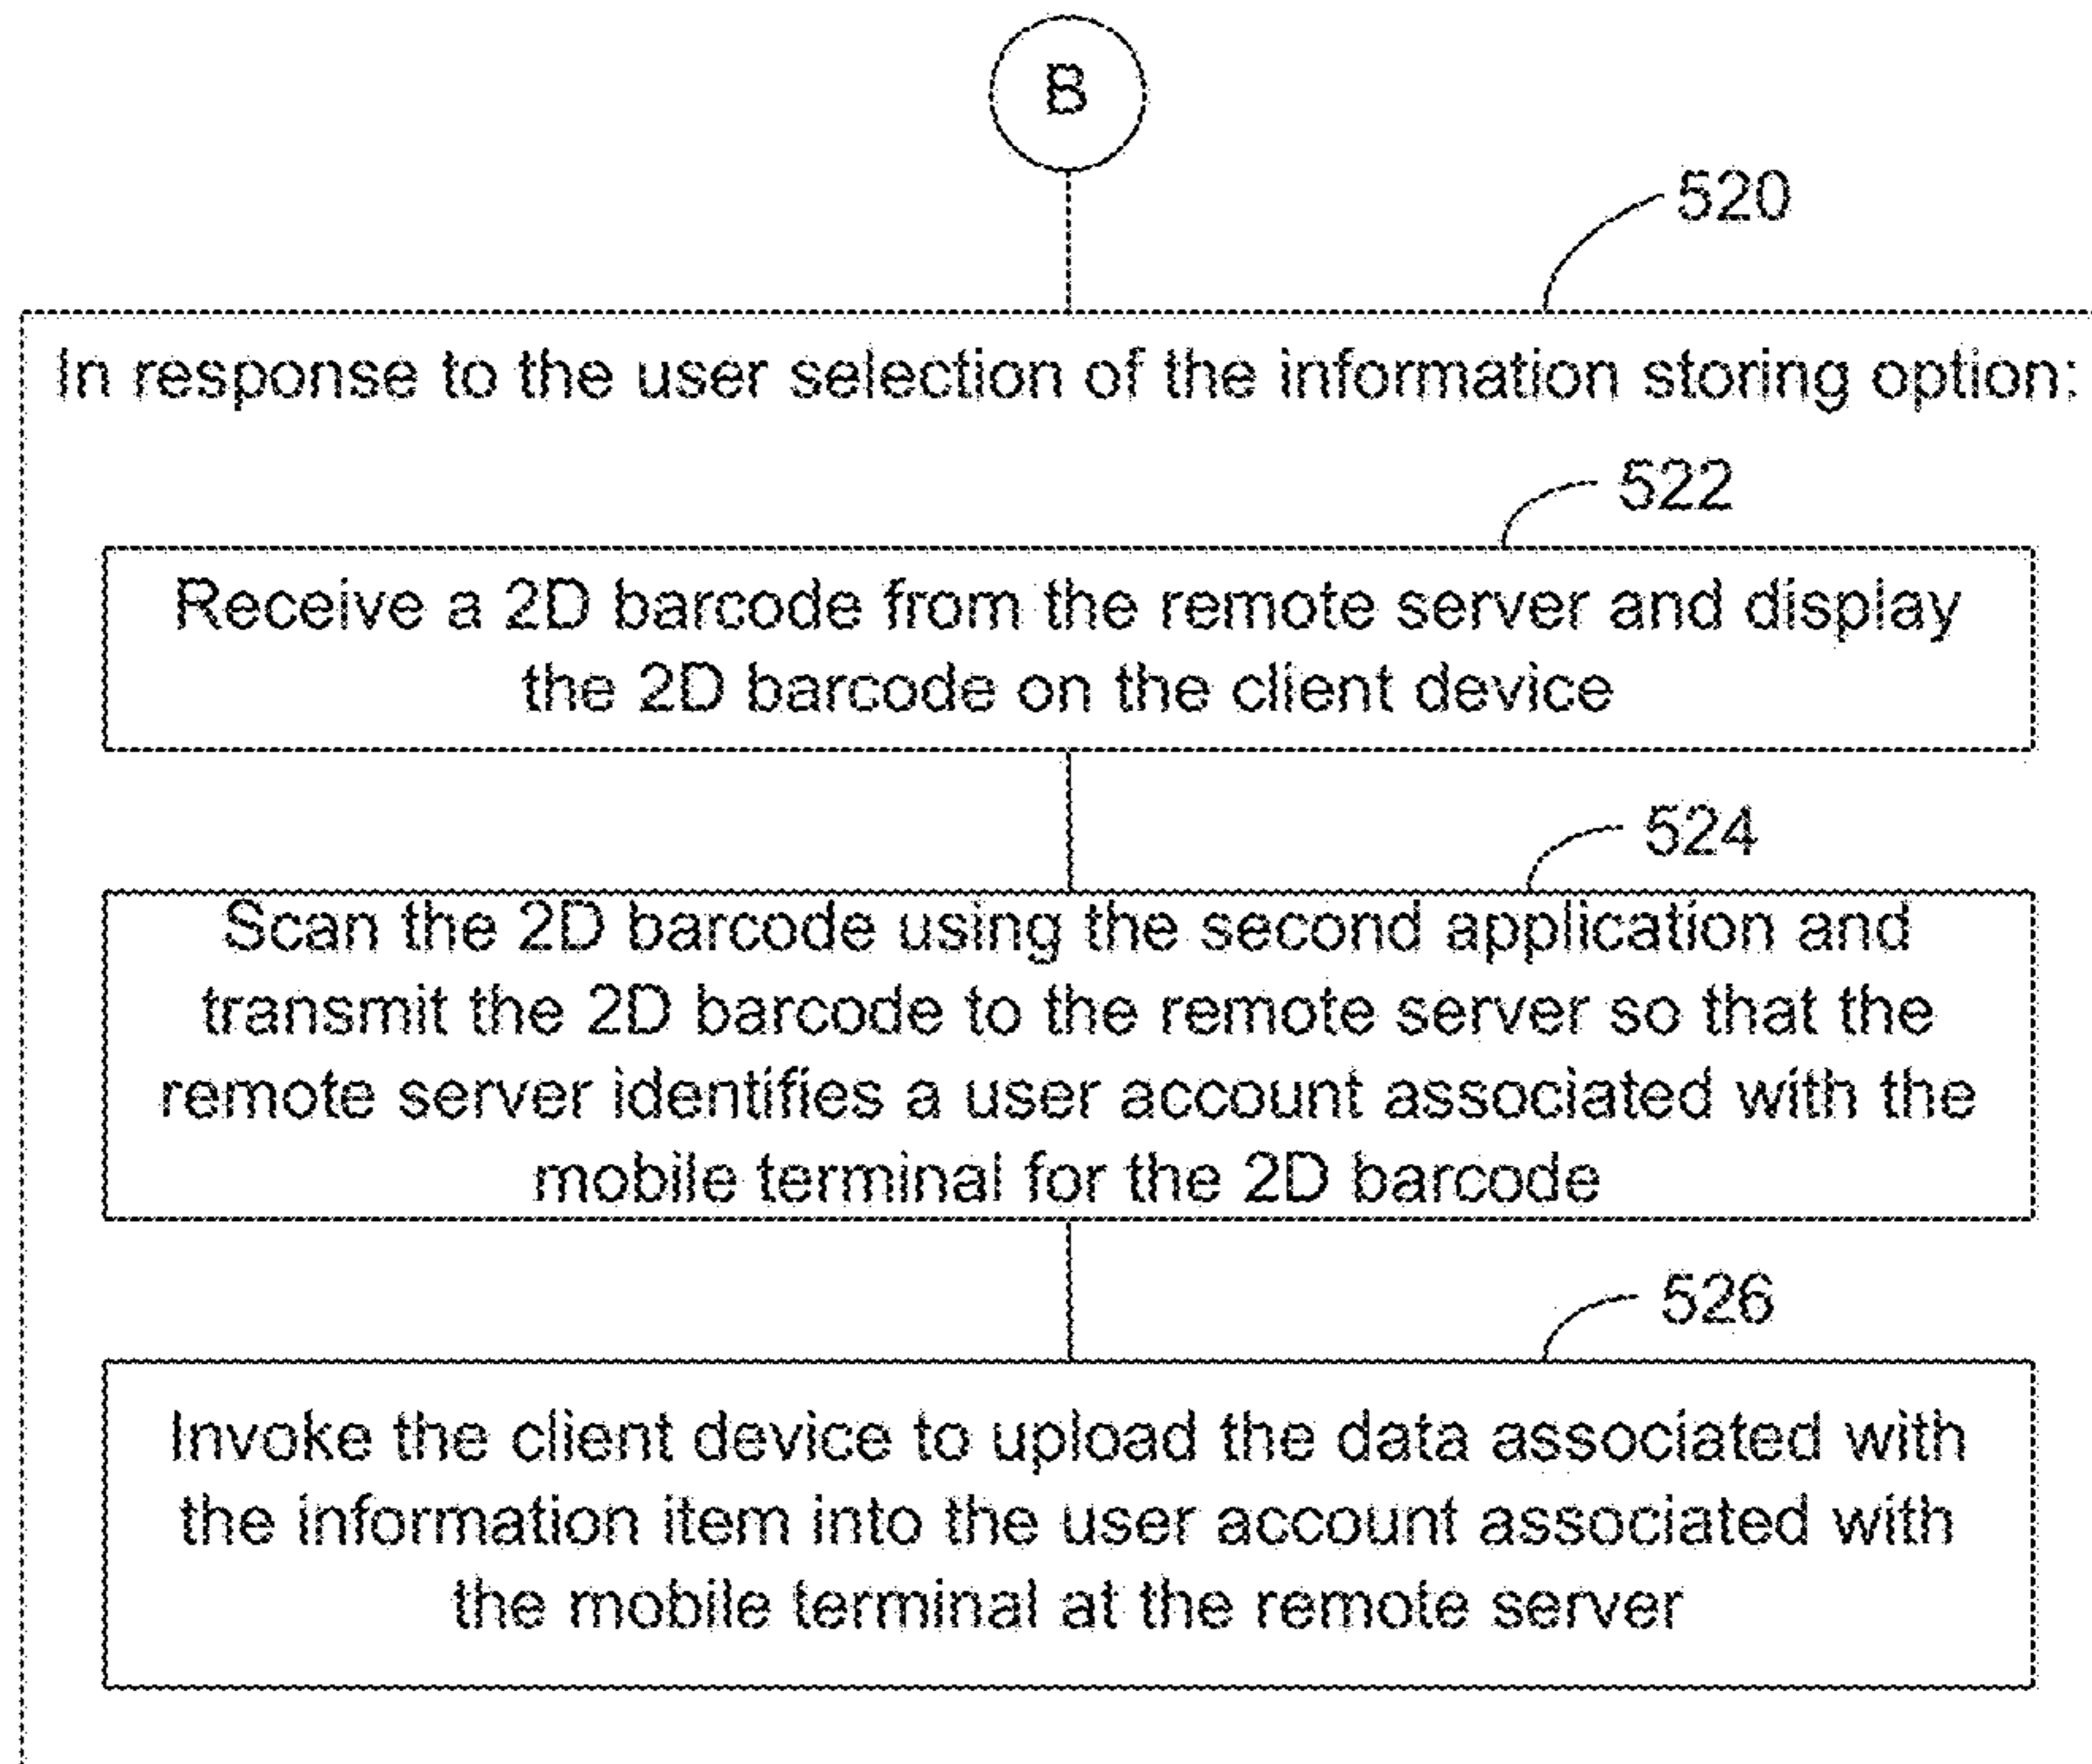 B
520
In response to the user selection of the information storing option:
522
Receive a 2D barcode from the remote server and display
the 2D barcode on the client device
524
Scan the 2D barcode using the second application and
transmit the 2D barcode to the remote server so that the
remote server identifies a user account associated with the
mobile terminal for the 2D barcode
526
Invoke the client device to upload the data associated with
the information item into the user account associated with
the mobile terminal at the remote server